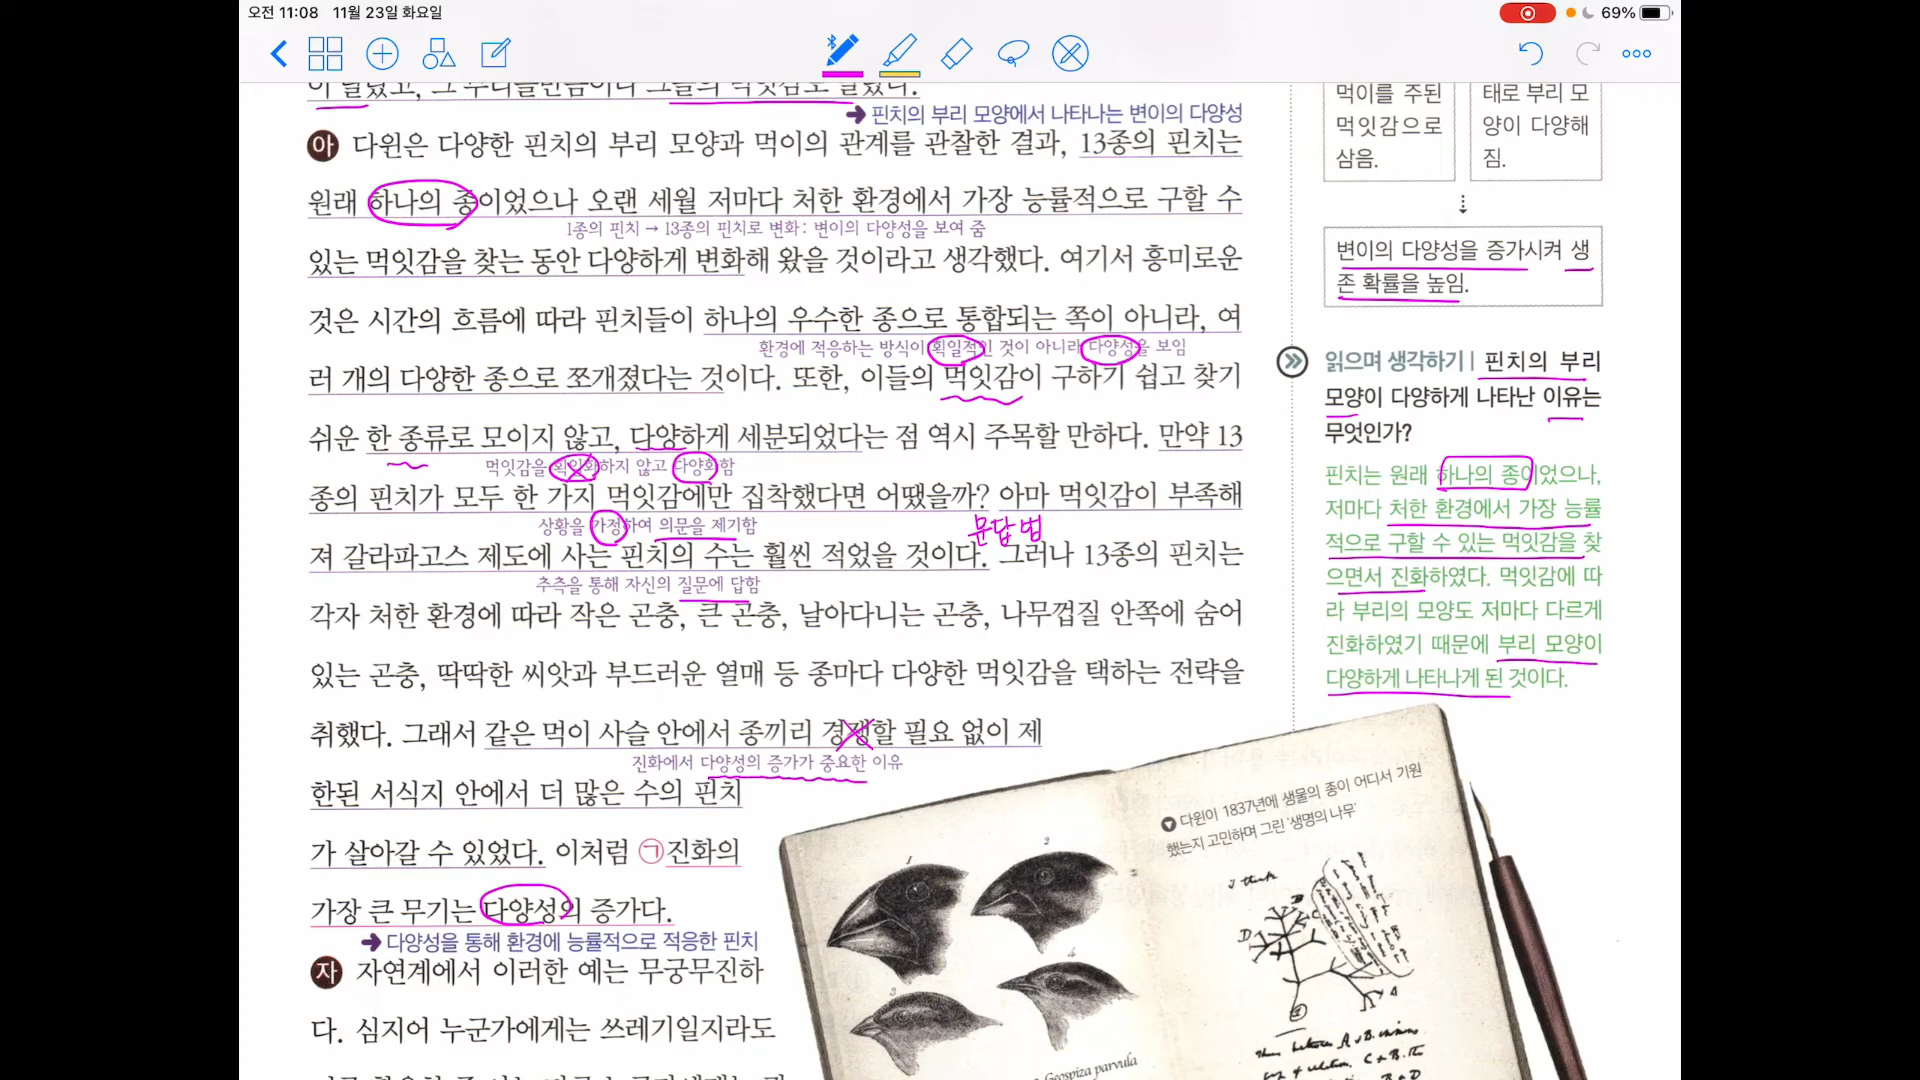 오전 11:08 11월 23일 화요일
69%
→ 핀치의 부리 모양에서 나타나는 변이의 다양성
아 다윈은 다양한 핀치의 부리 모양과 먹이의 관계를 관찰한 결과, 13종의 핀치는
원래 하나의 종이었으나 오랜 세월 저마다 처한 환경에서 가장 능률적으로 구할 수
1종의 핀치 → 13종의 핀치로 변화: 변이의 다양성을 보여 줌
있는 먹잇감을 찾는 동안 다양하게 변화해 왔을 것이라고 생각했다. 여기서 흥미로운
것은 시간의 흐름에 따라 핀치들이 하나의 우수한 종으로 통합되는 쪽이 아니라, 여
환경에 적응하는 방식이 획일적인 것이 아니라 다양성을 보임
러 개의 다양한 종으로 쪼개졌다는 것이다. 또한, 이들의 먹잇감이 구하기 쉽고 찾기
쉬운 한 종류로 모이지 않고, 다양하게 세분되었다는 점 역시 주목할 만하다. 만약 13
먹잇감을 획일화하지 않고 다양화함
종의 핀치가 모두 한 가지 먹잇감에만 집착했다면 어땠을까? 아마 먹잇감이 부족해
상황을 가정하여 의문을 제기함
문답법
져 갈라파고스 제도에 사는 핀치의 수는 훨씬 적었을 것이다. 그러나 13종의 핀치는
추측을 통해 자신의 질문에 답함
각자 처한 환경에 따라 작은 곤충, 큰 곤충, 날아다니는 곤충, 나무껍질 안쪽에 숨어
있는 곤충, 딱딱한 씨앗과 부드러운 열매 등 종마다 다양한 먹잇감을 택하는 전략을
취했다. 그래서 같은 먹이 사슬 안에서 종끼리 경쟁할 필요 없이 제
진화에서 다양성의 증가가 중요한 이유
한된 서식지 안에서 더 많은 수의 핀치
가 살아갈 수 있었다. 이처럼 ㉠진화의
가장 큰 무기는 다양성의 증가다.
→ 다양성을 통해 환경에 능률적으로 적응한 핀치
자 자연계에서 이러한 예는 무궁무진하
다. 심지어 누군가에게는 쓰레기일지라도
먹이를 주된
먹잇감으로
삼음.
태로 부리 모
양이 다양해
짐.
변이의 다양성을 증가시켜 생
존 확률을 높임.
읽으며 생각하기 | 핀치의 부리
모양이 다양하게 나타난 이유는
무엇인가?
핀치는 원래 하나의 종이었으나,
저마다 처한 환경에서 가장 능률
적으로 구할 수 있는 먹잇감을 찾
으면서 진화하였다. 먹잇감에 따
라 부리의 모양도 저마다 다르게
진화하였기 때문에 부리 모양이
다양하게 나타나게 된 것이다.
다윈이 1837년에 생물의 종이 어디서 기원
했는지 고민하며 그린 '생명의 나무'
1
2
3
4
Geospiza parvula
I think